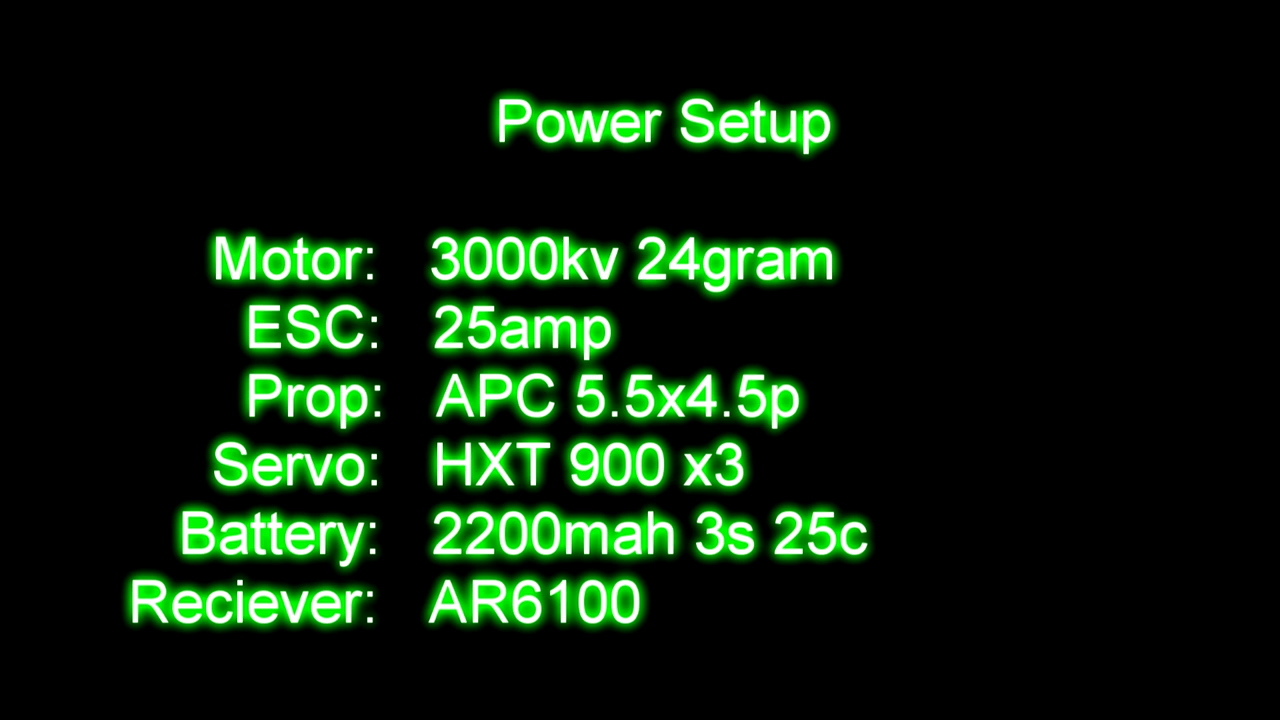 Power Setup
Motor: 3000kv 24gram
ESC: 25amp
Prop: APC 5.5x4.5p
Servo: HXT 900 x3
Battery: 2200mah 3s 25c
Reciever: AR6100